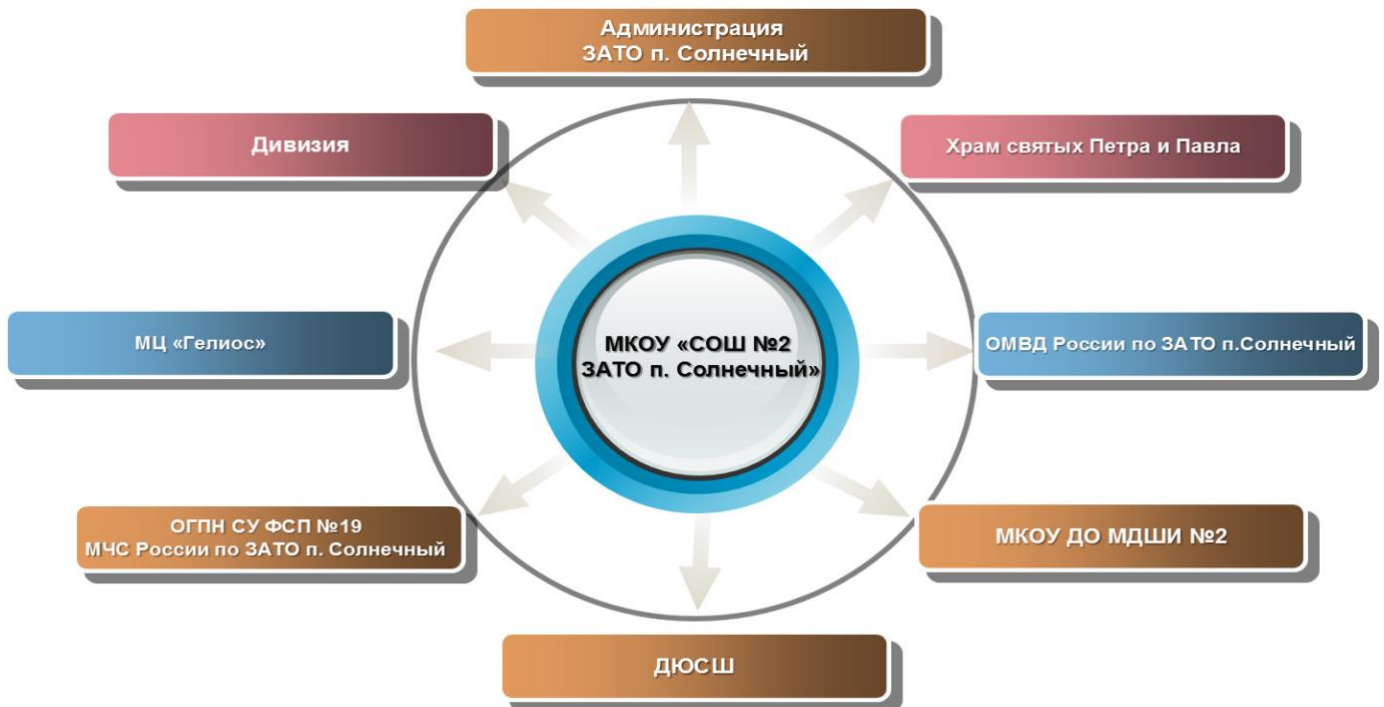 Администрация
ЗАТО п. Солнечный
Дивизия
Храм святых Петра и Павла
МЦ «Гелиос»
МКОУ «СОШ №2
ЗАТО п. Солнечный»
ОМВД России по ЗАТО п.Солнечный
ОГПН СУ ФСП №19
МЧС России по ЗАТО п. Солнечный
МКОУ ДО МДШИ №2
ДЮСШ